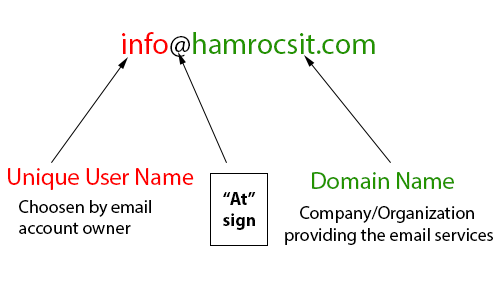 info@hamrocsit.com
Unique User Name
Choosen by email
account owner
“At”
sign
Domain Name
Company/Organization
providing the email services